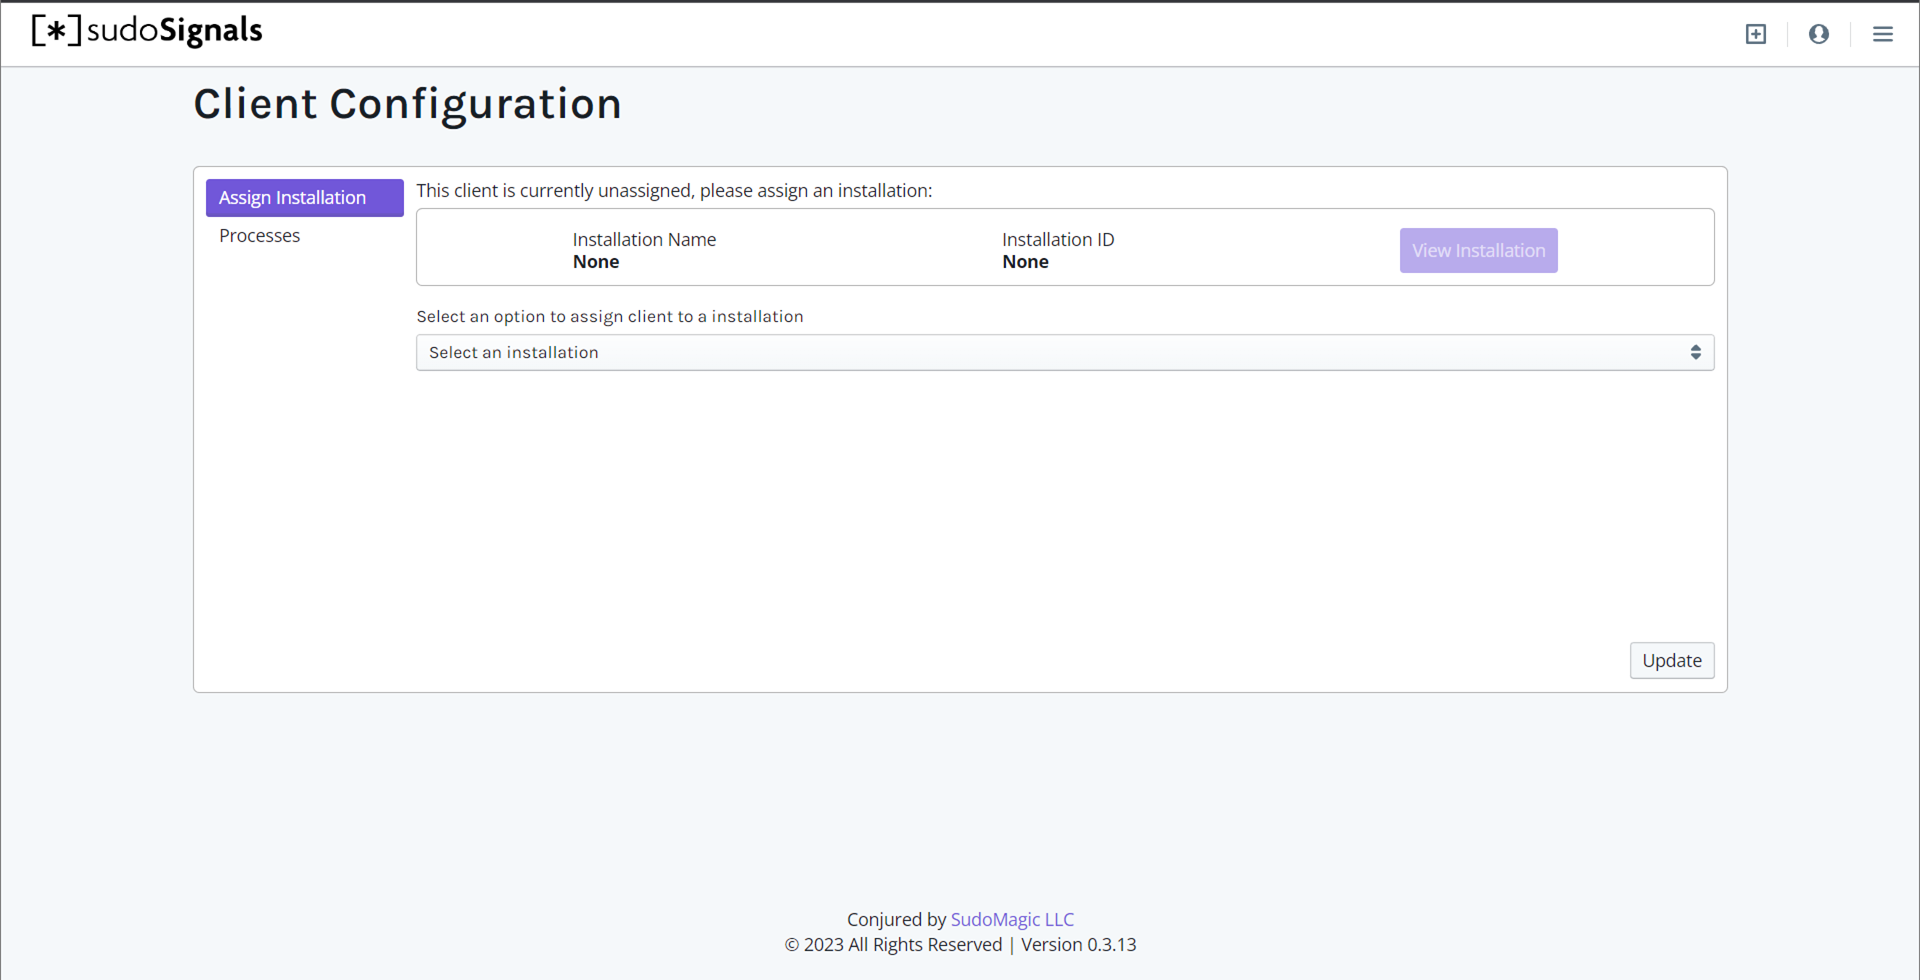 [*]sudoSignals
Client Configuration
Assign Installation
Processes
This client is currently unassigned, please assign an installation:
Installation Name
None
Installation ID
None
View Installation
Select an option to assign client to a installation
Select an installation
Update
Conjured by SudoMagic LLC
© 2023 All Rights Reserved | Version 0.3.13